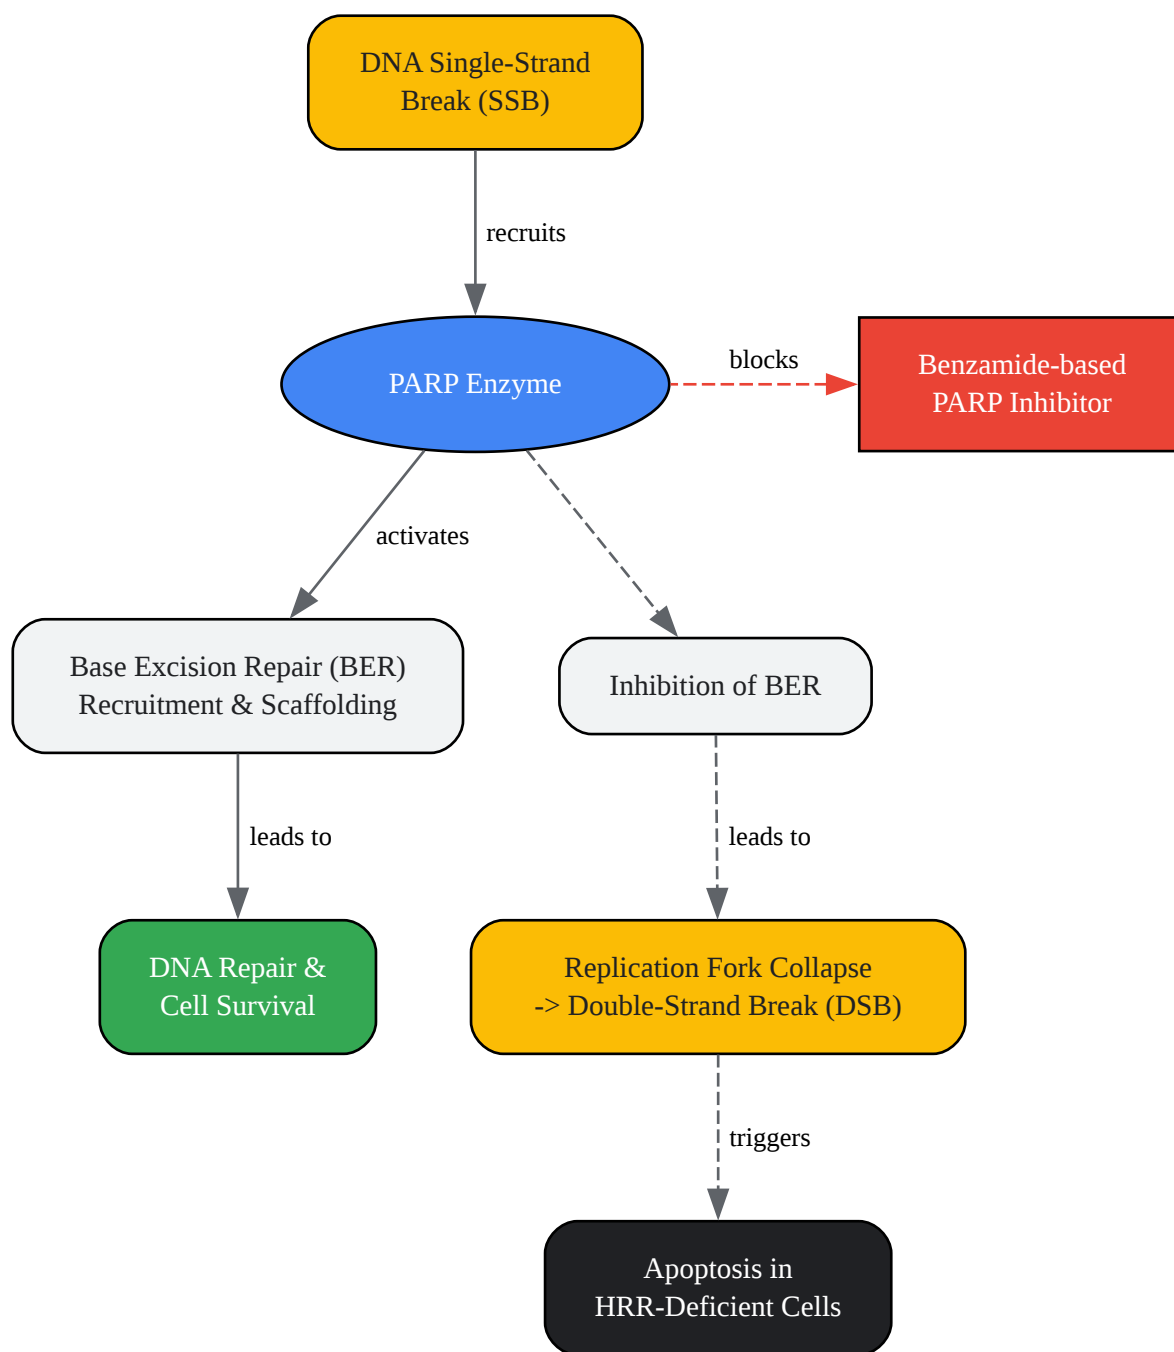 DNA Single-Strand
Break (SSB)
recruits
PARP Enzyme
blocks
Benzamide-based
PARP Inhibitor
activates
Base Excision Repair (BER)
Recruitment & Scaffolding
Inhibition of BER
leads to
leads to
DNA Repair &
Cell Survival
Replication Fork Collapse
-> Double-Strand Break (DSB)
triggers
Apoptosis in
HRR-Deficient Cells